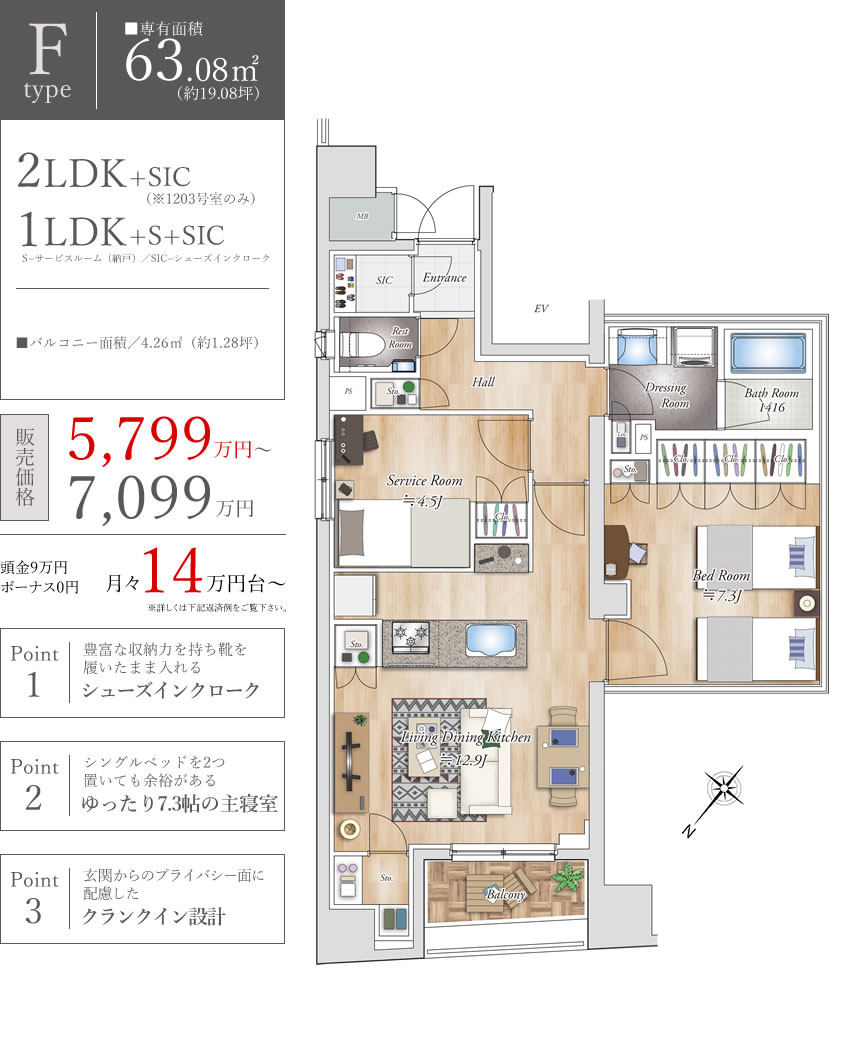 F
type
■専有面積
63.08㎡
（約19.08坪）
2LDK+SIC
（※1203号室のみ）
1LDK+S+SIC
S−サービスルーム（納戸）／SIC−シューズインクローク
■バルコニー面積／4.26㎡（約1.28坪）
販売価格
5,799万円〜
7,099万円
頭金9万円
ボーナス0円
月々14万円台〜
※詳しくは下記返済例をご覧下さい。
Point
1
豊富な収納力を持ち靴を
履いたまま入れる
シューズインクローク
Point
2
シングルベッドを2つ
置いても余裕がある
ゆったり7.3帖の主寝室
Point
3
玄関からのプライバシー面に
配慮した
クランクイン設計
MB
SIC
Entrance
EV
Rest
Room
Hall
PS
Sto.
Dressing
Room
Bath Room
1416
PS
Sto.
Clo.
Clo.
Clo.
Service Room
≒4.5J
Clo.
Bed Room
≒7.3J
Sto.
Living Dining Kitchen
≒12.9J
Sto.
Balcony
N